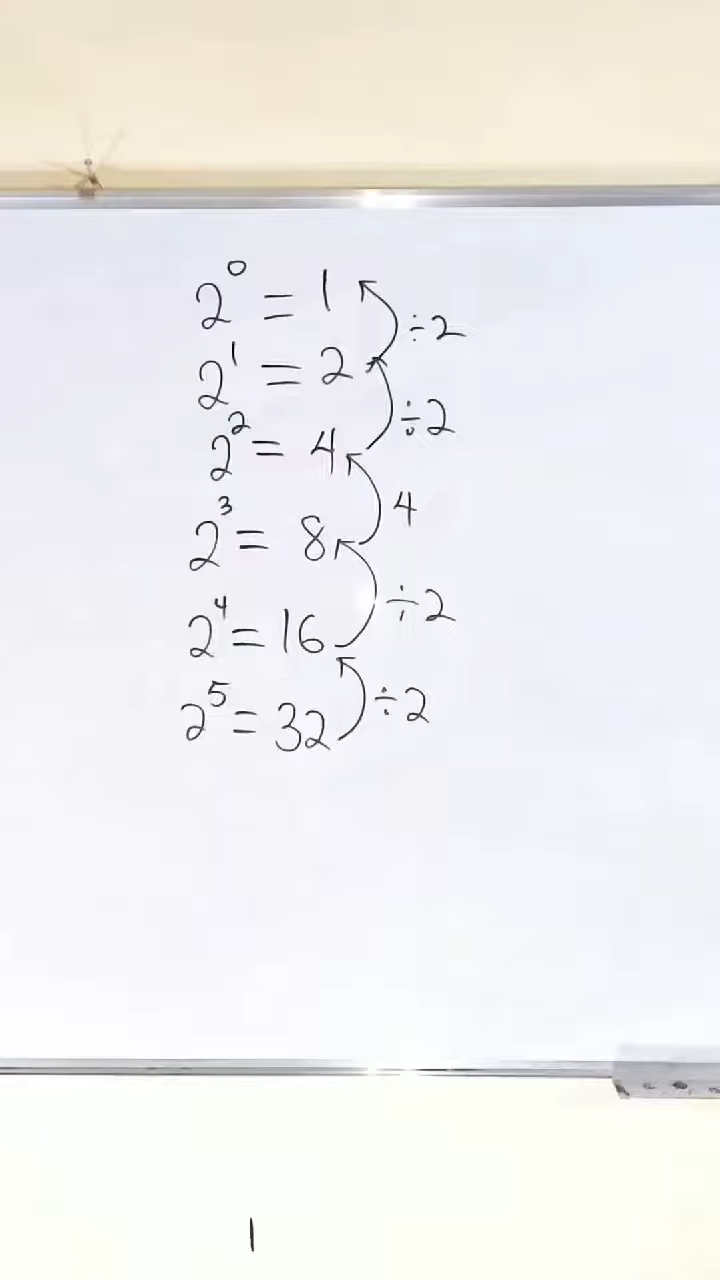 2⁰ = 1
÷2
2¹ = 2
÷2
2² = 4
4
2³ = 8
÷2
2⁴ = 16
÷2
2⁵ = 32